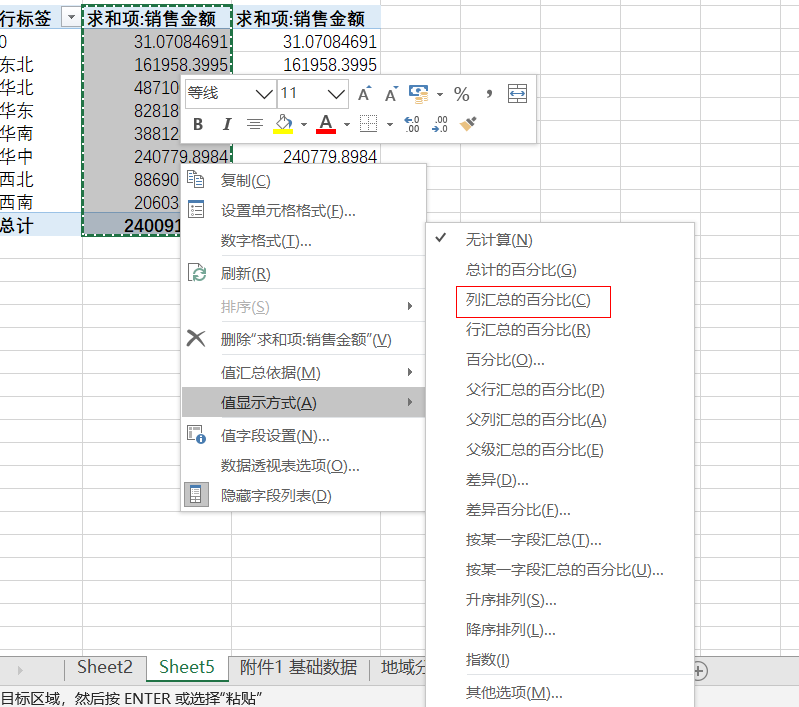 行标签 求和项:销售金额 求和项:销售金额
0 31.07084691 31.07084691
东北 161958.3995 161958.3995
华北 48710
华东 82818
华南 38812
华中 240779.8984 240779.8984
西北 88690
西南 20603
总计 240091
等线 11 A A %
B I A .00 .00
复制(C)
设置单元格格式(F)...
数字格式(T)...
刷新(R)
排序(S)
删除"求和项:销售金额"(V)
值汇总依据(M)
值显示方式(A)
值字段设置(N)...
数据透视表选项(O)...
隐藏字段列表(D)
无计算(N)
总计的百分比(G)
列汇总的百分比(C)
行汇总的百分比(R)
百分比(O)...
父行汇总的百分比(P)
父列汇总的百分比(A)
父级汇总的百分比(E)
差异(D)...
差异百分比(F)...
按某一字段汇总(T)...
按某一字段汇总的百分比(U)...
升序排列(S)...
降序排列(L)...
指数(I)
其他选项(M)...
Sheet2 Sheet5 附件1 基础数据 地域分
目标区域，然后按 ENTER 或选择"粘贴"